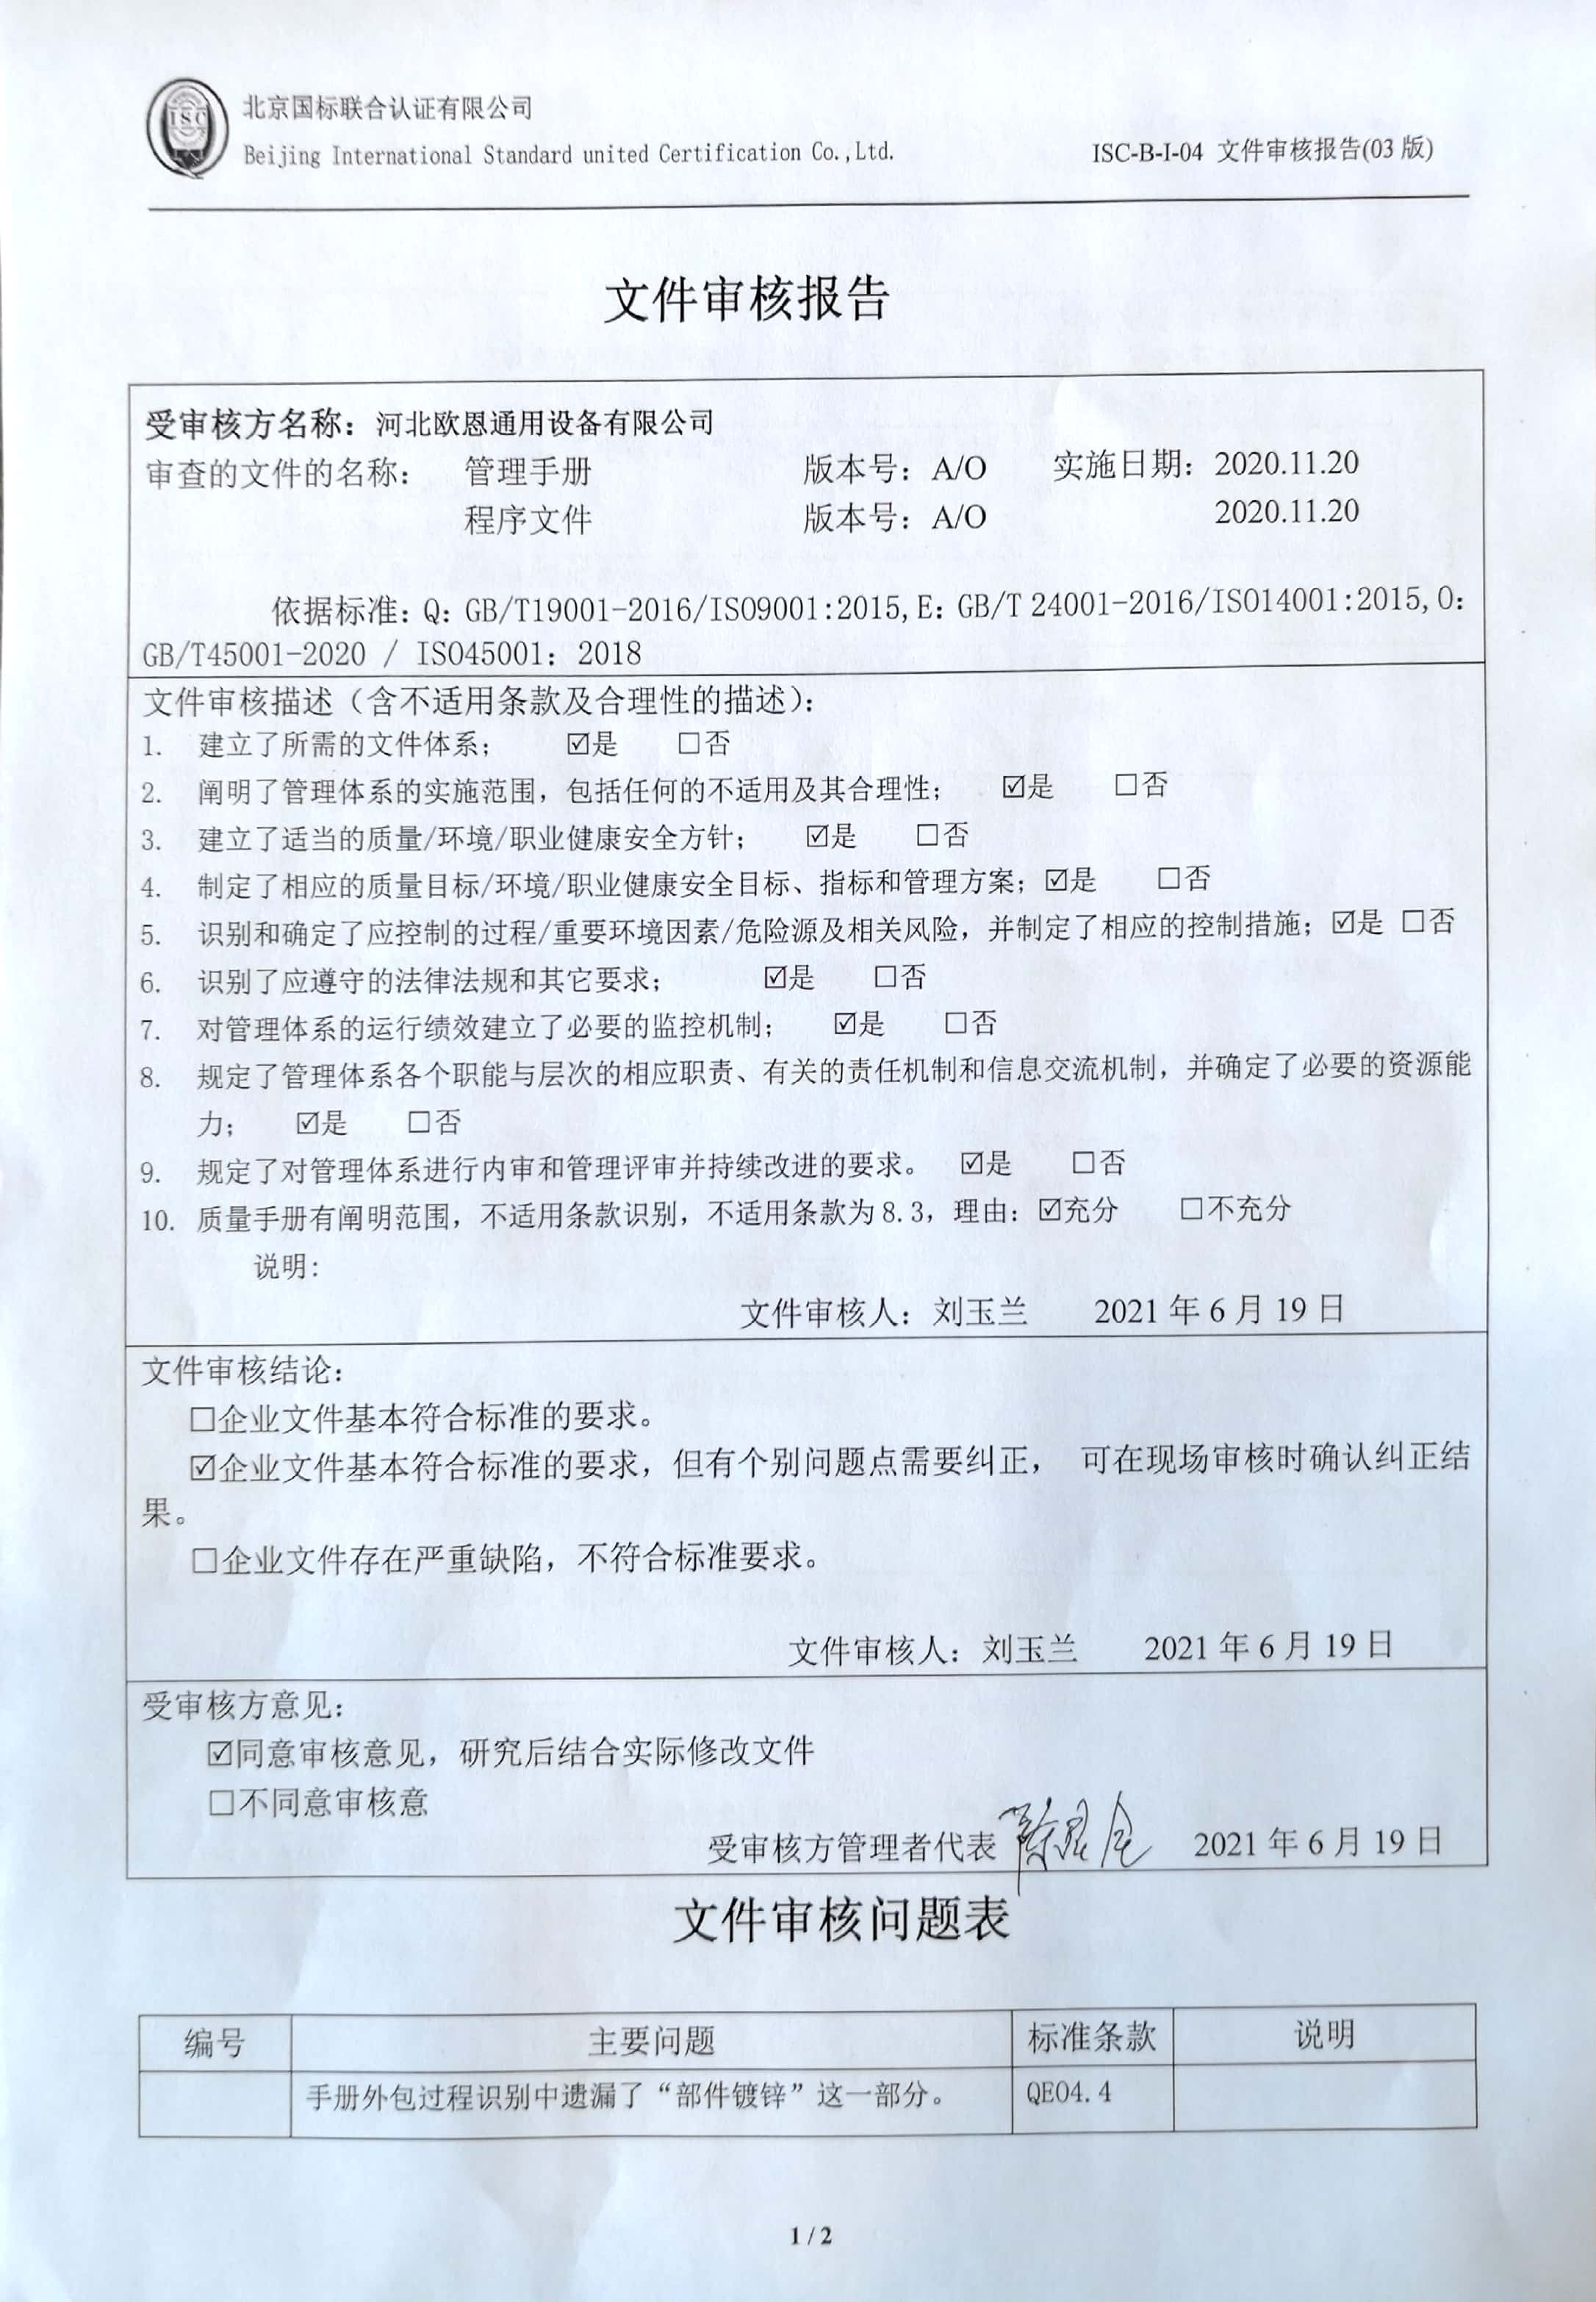 ISC
北京国标联合认证有限公司
Beijing International Standard united Certification Co.,Ltd.
ISC-B-I-04 文件审核报告(03 版)
文件审核报告
受审核方名称：河北欧恩通用设备有限公司
审查的文件的名称： 管理手册 版本号：A/O 实施日期：2020.11.20
程序文件 版本号：A/O 2020.11.20
依据标准：Q：GB/T19001-2016/ISO9001:2015,E：GB/T 24001-2016/ISO14001:2015,O：
GB/T45001-2020 / ISO45001：2018
文件审核描述（含不适用条款及合理性的描述）：
1. 建立了所需的文件体系； ☑是 ☐否
2. 阐明了管理体系的实施范围，包括任何的不适用及其合理性； ☑是 ☐否
3. 建立了适当的质量/环境/职业健康安全方针； ☑是 ☐否
4. 制定了相应的质量目标/环境/职业健康安全目标、指标和管理方案；☑是 ☐否
5. 识别和确定了应控制的过程/重要环境因素/危险源及相关风险，并制定了相应的控制措施；☑是 ☐否
6. 识别了应遵守的法律法规和其它要求； ☑是 ☐否
7. 对管理体系的运行绩效建立了必要的监控机制； ☑是 ☐否
8. 规定了管理体系各个职能与层次的相应职责、有关的责任机制和信息交流机制，并确定了必要的资源能
力； ☑是 ☐否
9. 规定了对管理体系进行内审和管理评审并持续改进的要求。 ☑是 ☐否
10. 质量手册有阐明范围，不适用条款识别，不适用条款为8.3，理由：☑充分 ☐不充分
说明：
文件审核人：刘玉兰 2021 年 6 月 19 日
文件审核结论：
☐企业文件基本符合标准的要求。
☑企业文件基本符合标准的要求，但有个别问题点需要纠正， 可在现场审核时确认纠正结
果。
☐企业文件存在严重缺陷，不符合标准要求。
文件审核人：刘玉兰 2021 年 6 月 19 日
受审核方意见：
☑同意审核意见，研究后结合实际修改文件
☐不同意审核意
受审核方管理者代表 2021 年 6 月 19 日
文件审核问题表
编号 主要问题 标准条款 说明
手册外包过程识别中遗漏了“部件镀锌”这一部分。 QEO4.4
1 / 2